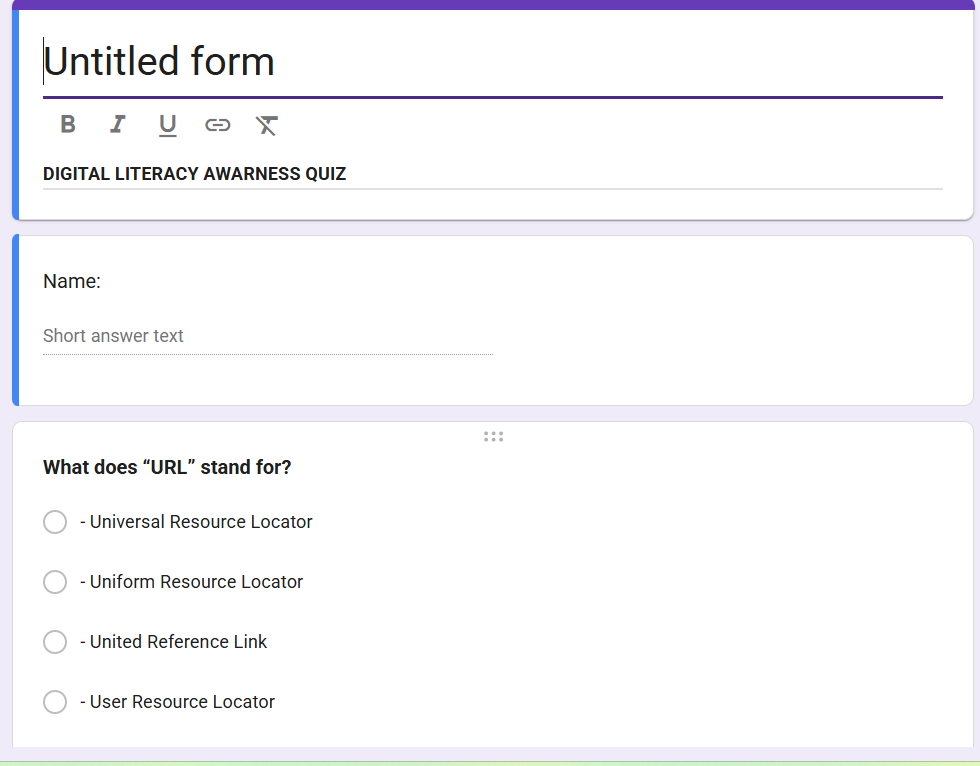 Untitled form
B I U
DIGITAL LITERACY AWARNESS QUIZ
Name:
Short answer text
What does “URL” stand for?
- Universal Resource Locator
- Uniform Resource Locator
- United Reference Link
- User Resource Locator